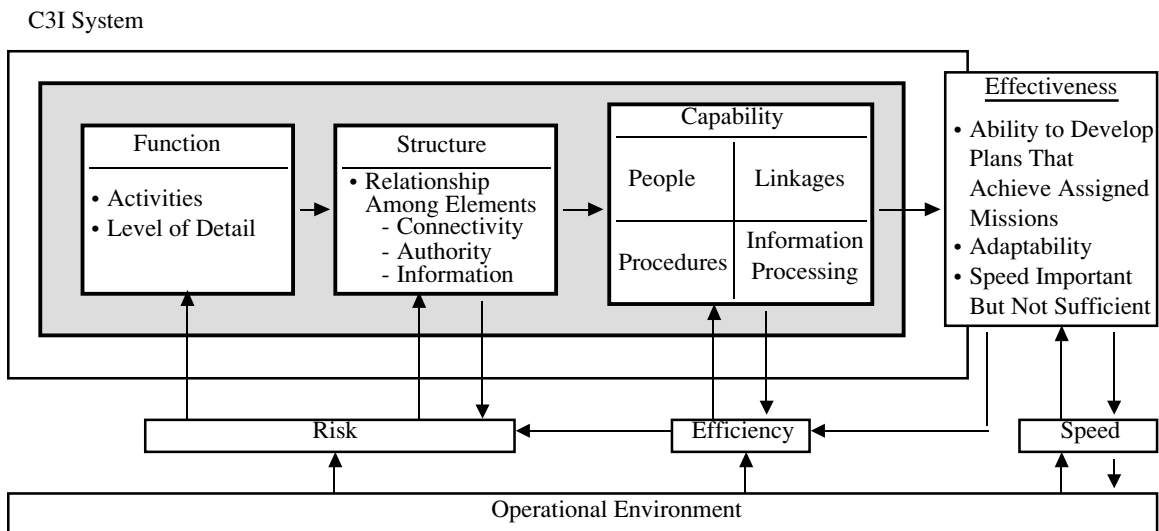 C3I System
Function
• Activities
• Level of Detail
Structure
• Relationship
Among Elements
- Connectivity
- Authority
- Information
Capability
People
Linkages
Procedures
Information
Processing
Effectiveness
• Ability to Develop
Plans That
Achieve Assigned
Missions
• Adaptability
• Speed Important
But Not Sufficient
Risk
Efficiency
Speed
Operational Environment